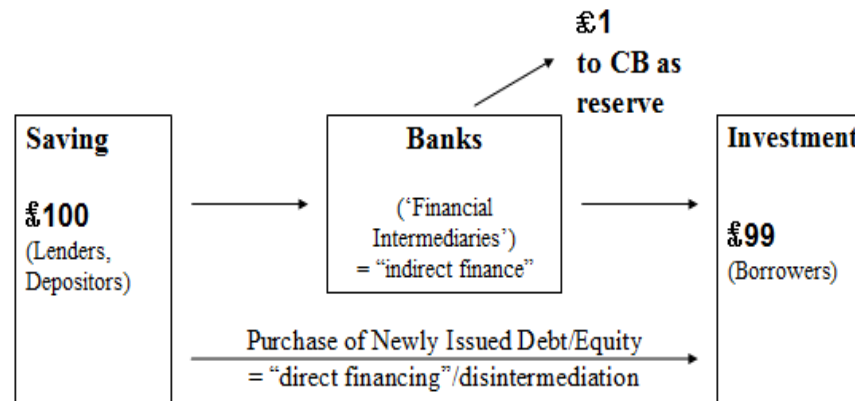 £1
to CB as
reserve
Saving
£100
(Lenders,
Depositors)
Banks
(‘Financial
Intermediaries’)
= “indirect finance”
Investment
£99
(Borrowers)
Purchase of Newly Issued Debt/Equity
= “direct financing”/disintermediation